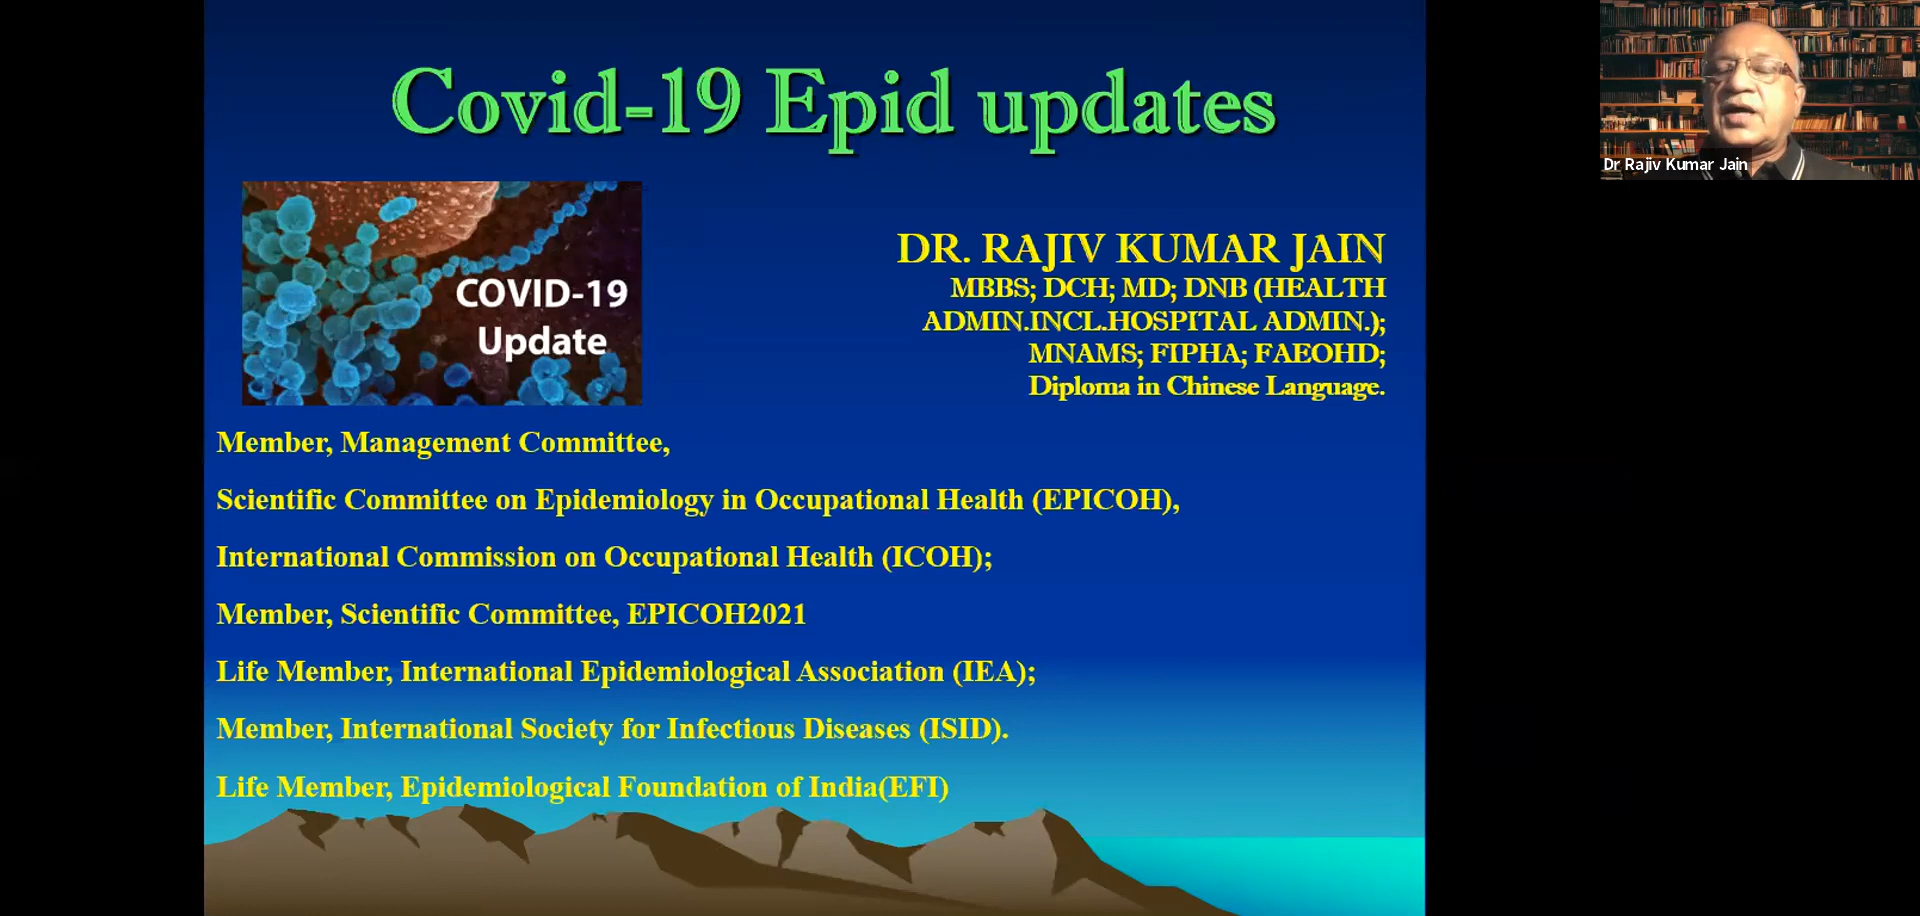 Covid-19 Epid updates
COVID-19
Update
DR. RAJIV KUMAR JAIN
MBBS; DCH; MD; DNB (HEALTH
ADMIN.INCL.HOSPITAL ADMIN.);
MNAMS; FIPHA; FAEOHD;
Diploma in Chinese Language.
Member, Management Committee,
Scientific Committee on Epidemiology in Occupational Health (EPICOH),
International Commission on Occupational Health (ICOH);
Member, Scientific Committee, EPICOH2021
Life Member, International Epidemiological Association (IEA);
Member, International Society for Infectious Diseases (ISID).
Life Member, Epidemiological Foundation of India(EFI)
Dr Rajiv Kumar Jain